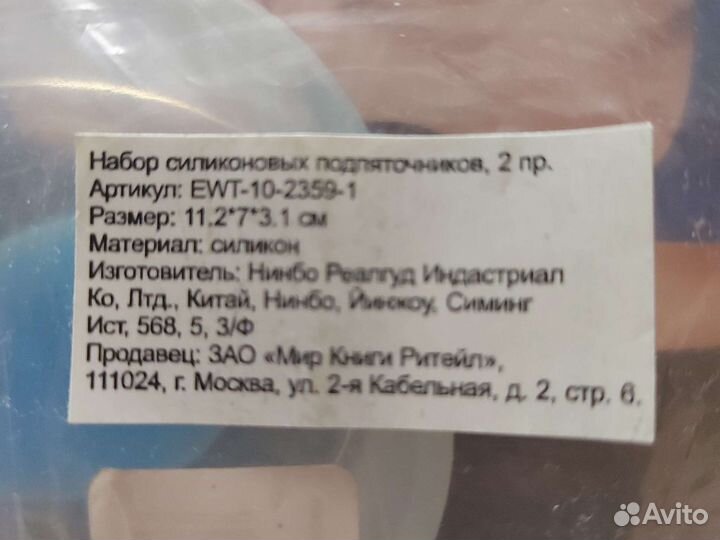 Набор силиконовых подпяточников, 2 пр.
Артикул: EWT-10-2359-1
Размер: 11.2*7*3.1 см
Материал: силикон
Изготовитель: Нинбо Реалгуд Индастриал
Ко, Лтд., Китай, Нинбо, Йинжоу, Симинг
Ист, 568, 5, 3/Ф
Продавец: ЗАО «Мир Книги Ритейл»,
111024, г. Москва, ул. 2-я Кабельная, д. 2, стр. 6.
Avito